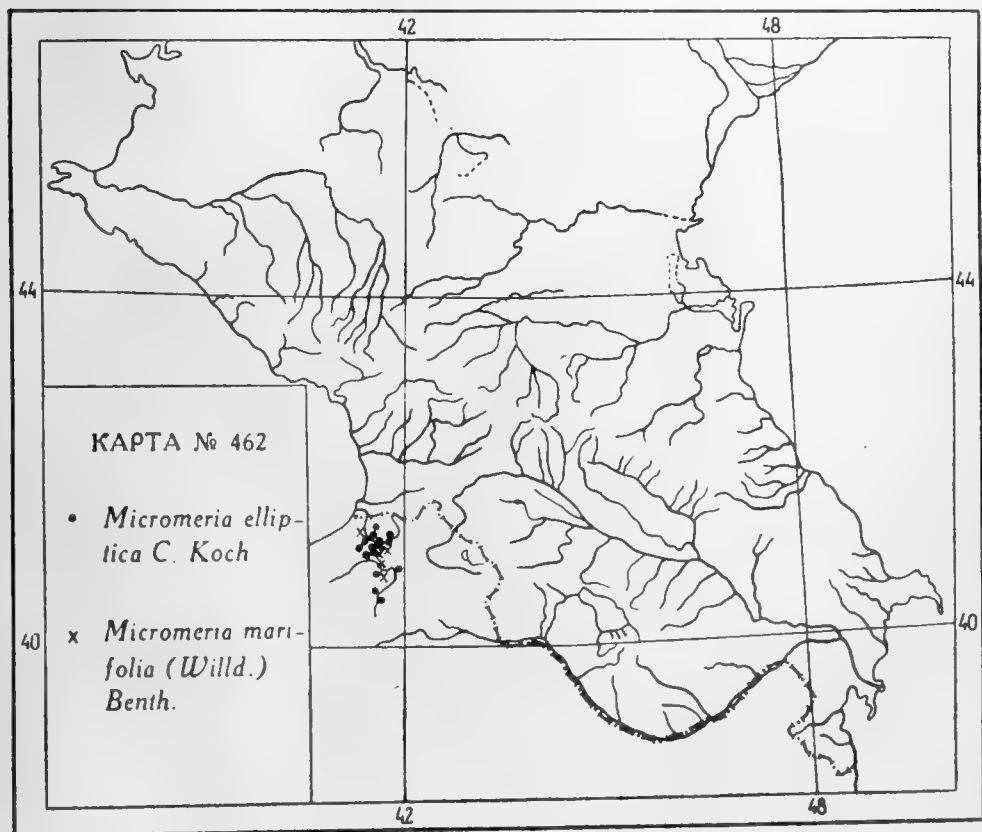 42 48
44 44
КАРТА № 462
• Micromeria ellip-
tica C. Koch
40 40
x Micromeria mari-
folia (Willd.)
Benth.
42 48